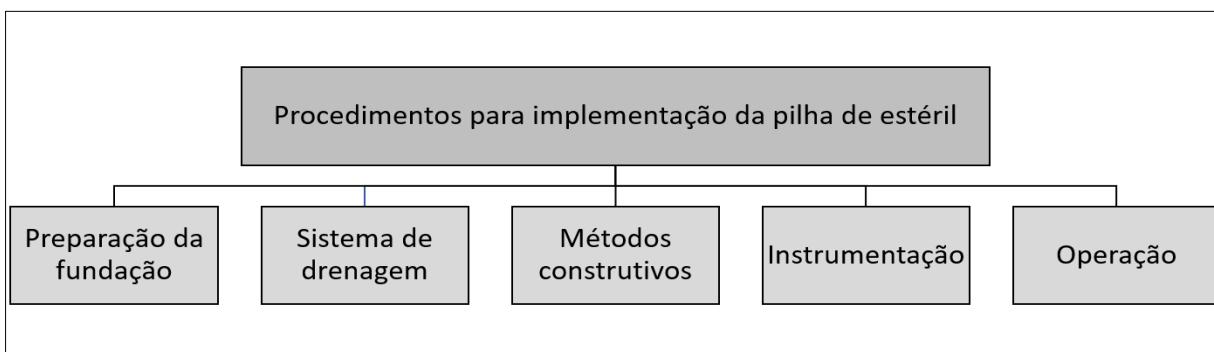 Procedimentos para implementação da pilha de estéril
Preparação da
fundação
Sistema de
drenagem
Métodos
construtivos
Instrumentação
Operação